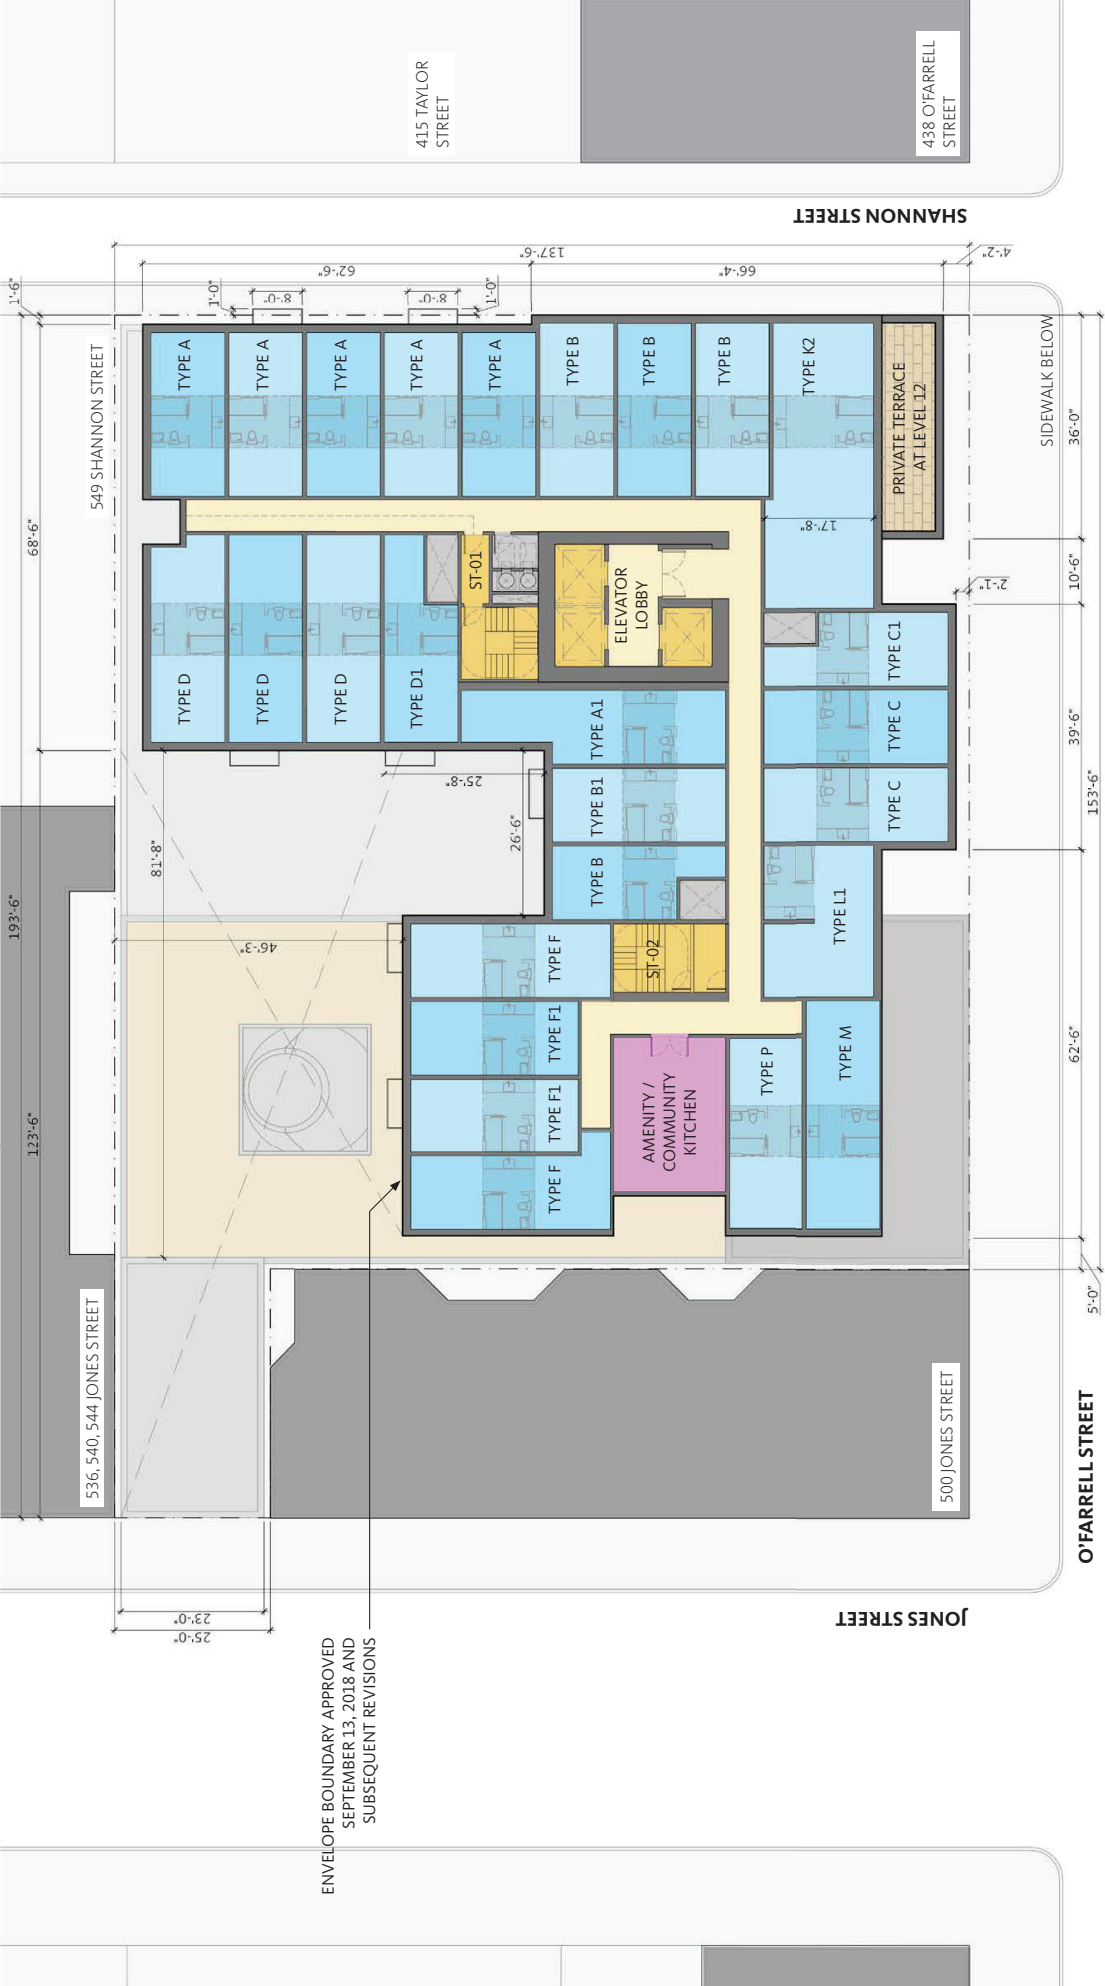 415 TAYLOR
STREET
438 O'FARRELL
STREET
SHANNON STREET
137'-6"
62'-6"
66'-4"
4'-2"
1'-6"
1'-0"
8'-0"
8'-0"
1'-0"
549 SHANNON STREET
68'-6"
TYPE A
TYPE A
TYPE A
TYPE A
TYPE A
TYPE B
TYPE B
TYPE B
TYPE K2
PRIVATE TERRACE
AT LEVEL 12
SIDEWALK BELOW
36'-0"
17'-8"
ST-01
ELEVATOR
LOBBY
10'-6"
2'-1"
TYPE D
TYPE D
TYPE D
TYPE D1
TYPE A1
TYPE B1
TYPE B
TYPE C1
TYPE C
TYPE C
39'-6"
153'-6"
25'-8"
26'-6"
81'-8"
193'-6"
123'-6"
46'-3"
TYPE F
TYPE F1
TYPE F1
TYPE F
ST-02
TYPE L1
AMENITY /
COMMUNITY
KITCHEN
TYPE P
TYPE M
62'-6"
5'-0"
536, 540, 544 JONES STREET
500 JONES STREET
O'FARRELL STREET
23'-0"
25'-0"
JONES STREET
ENVELOPE BOUNDARY APPROVED
SEPTEMBER 13, 2018 AND
SUBSEQUENT REVISIONS